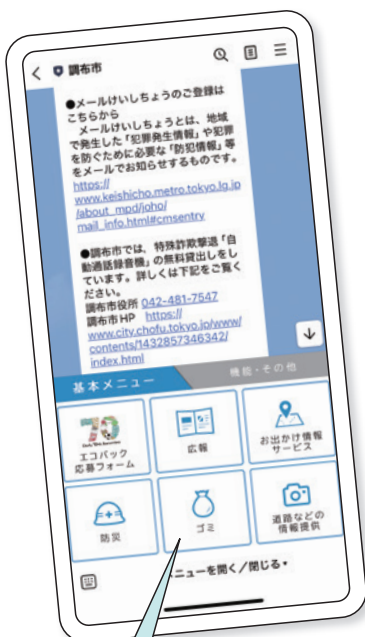 調布市
●メールけいしちょうのご登録は
こちらから
メールけいしちょうとは、地域
で発生した「犯罪発生情報」や犯罪
を防ぐために必要な「防犯情報」等
をメールでお知らせするものです。
https://
www.keishicho.metro.tokyo.lg.jp
/about_mpd/joho/
mail_info.html#cmsentry
●調布市では、特殊詐欺撃退「自
動通話録音機」の無料貸出しをし
ています。詳しくは下記をご覧く
ださい。
調布市役所 042-481-7547
調布市HP https://
www.city.chofu.tokyo.jp/www/
contents/1432857346342/
index.html
基本メニュー 機能・その他
70
エコバック
応募フォーム
広報
お出かけ情報
サービス
防災
ゴミ
道路などの
情報提供
メニューを開く/閉じる